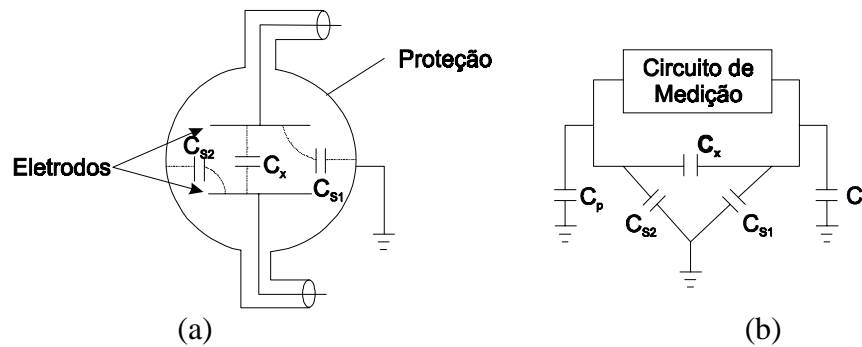 Proteção
Eletrodos
C_S2
C_x
C_S1
(a)
Circuito de
Medição
C_x
C_p
C_S2
C_S1
C
(b)